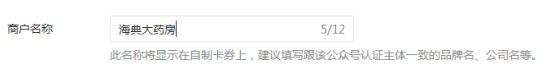 商户名称 海典大药房 5/12
此名称将显示在自制卡券上，建议填写跟该公众号认证主体一致的品牌名、公司名等。